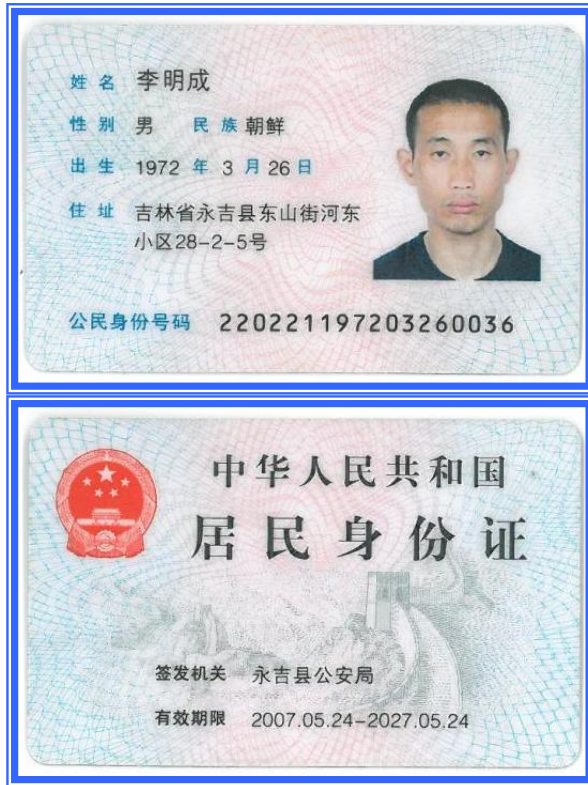 姓名 李明成
性别 男 民族 朝鲜
出生 1972 年 3 月 26 日
住址 吉林省永吉县东山街河东
小区28-2-5号
公民身份号码 220221197203260036
中华人民共和国
居民身份证
签发机关 永吉县公安局
有效期限 2007.05.24-2027.05.24